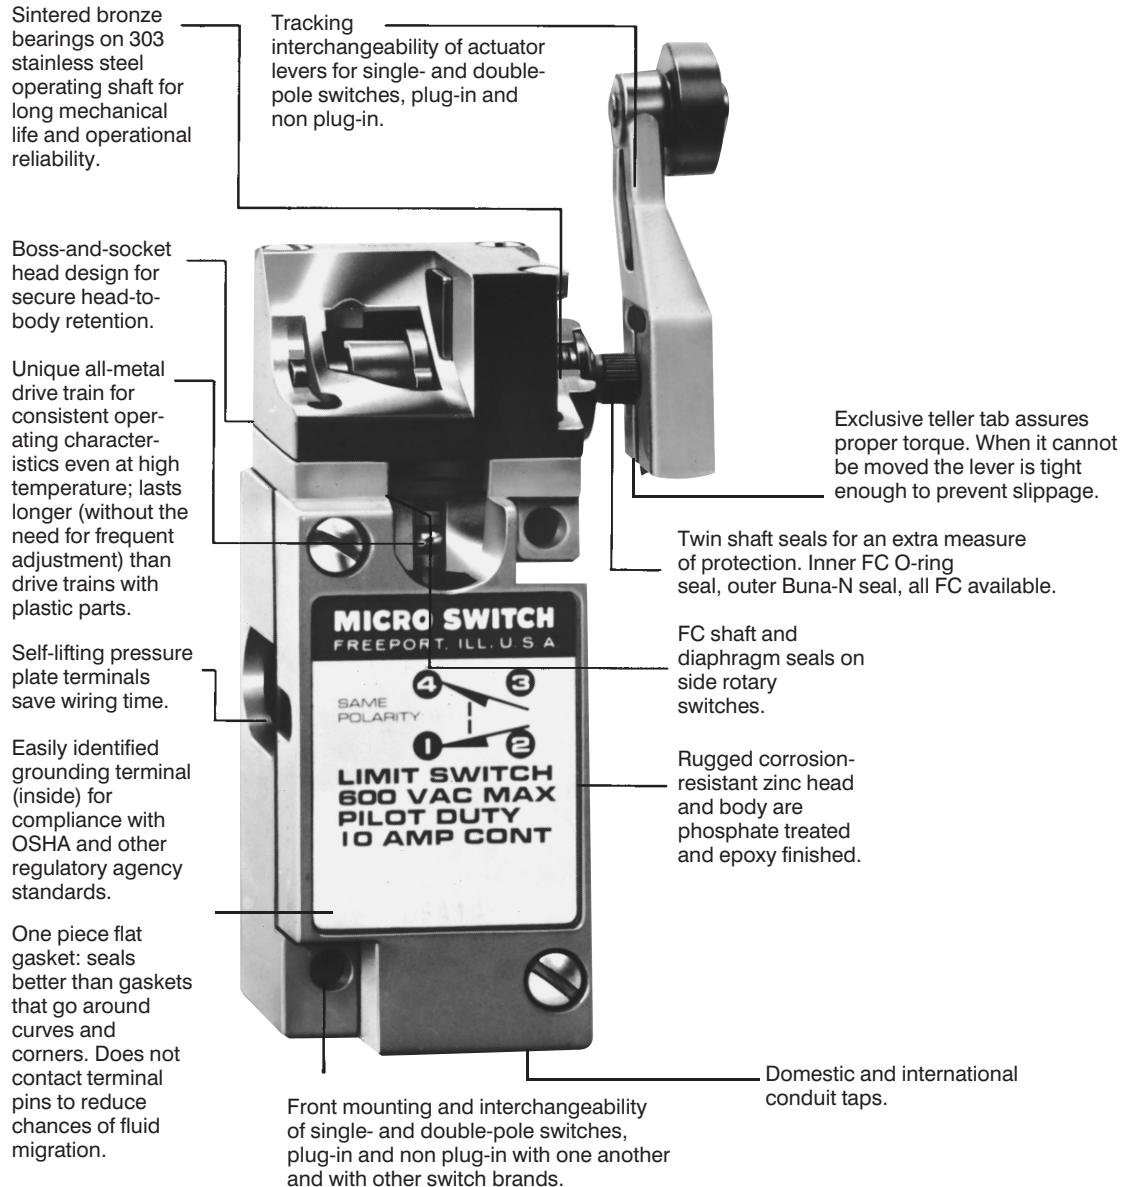 Sintered bronze
bearings on 303
stainless steel
operating shaft for
long mechanical
life and operational
reliability.
Tracking
interchangeability of actuator
levers for single- and double-
pole switches, plug-in and
non plug-in.
Boss-and-socket
head design for
secure head-to-
body retention.
Unique all-metal
drive train for
consistent oper-
ating character-
istics even at high
temperature; lasts
longer (without the
need for frequent
adjustment) than
drive trains with
plastic parts.
Self-lifting pressure
plate terminals
save wiring time.
Easily identified
grounding terminal
(inside) for
compliance with
OSHA and other
regulatory agency
standards.
One piece flat
gasket: seals
better than gaskets
that go around
curves and
corners. Does not
contact terminal
pins to reduce
chances of fluid
migration.
MICRO SWITCH
FREEPORT, ILL. U S A
4 3
SAME
POLARITY
1 2
LIMIT SWITCH
600 VAC MAX
PILOT DUTY
10 AMP CONT
Exclusive teller tab assures
proper torque. When it cannot
be moved the lever is tight
enough to prevent slippage.
Twin shaft seals for an extra measure
of protection. Inner FC O-ring
seal, outer Buna-N seal, all FC available.
FC shaft and
diaphragm seals on
side rotary
switches.
Rugged corrosion-
resistant zinc head
and body are
phosphate treated
and epoxy finished.
Domestic and international
conduit taps.
Front mounting and interchangeability
of single- and double-pole switches,
plug-in and non plug-in with one another
and with other switch brands.